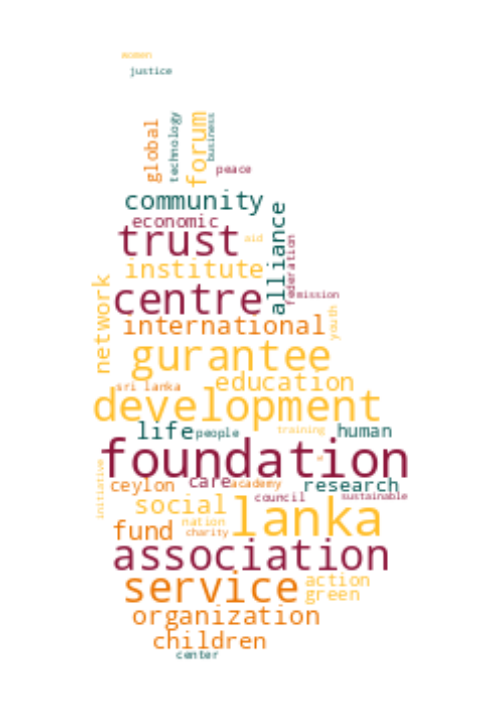 women
justice
global
technology
forum
business
peace
community
economic
alliance
trust
aid
federation
institute
network
centre
mission
international
youth
gurantee
sri lanka
education
development
life
people
training
human
foundation
initiative
ceylon
care
academy
research
council
sustainable
social
lanka
nation
fund
charity
association
service
action
green
organization
children
center